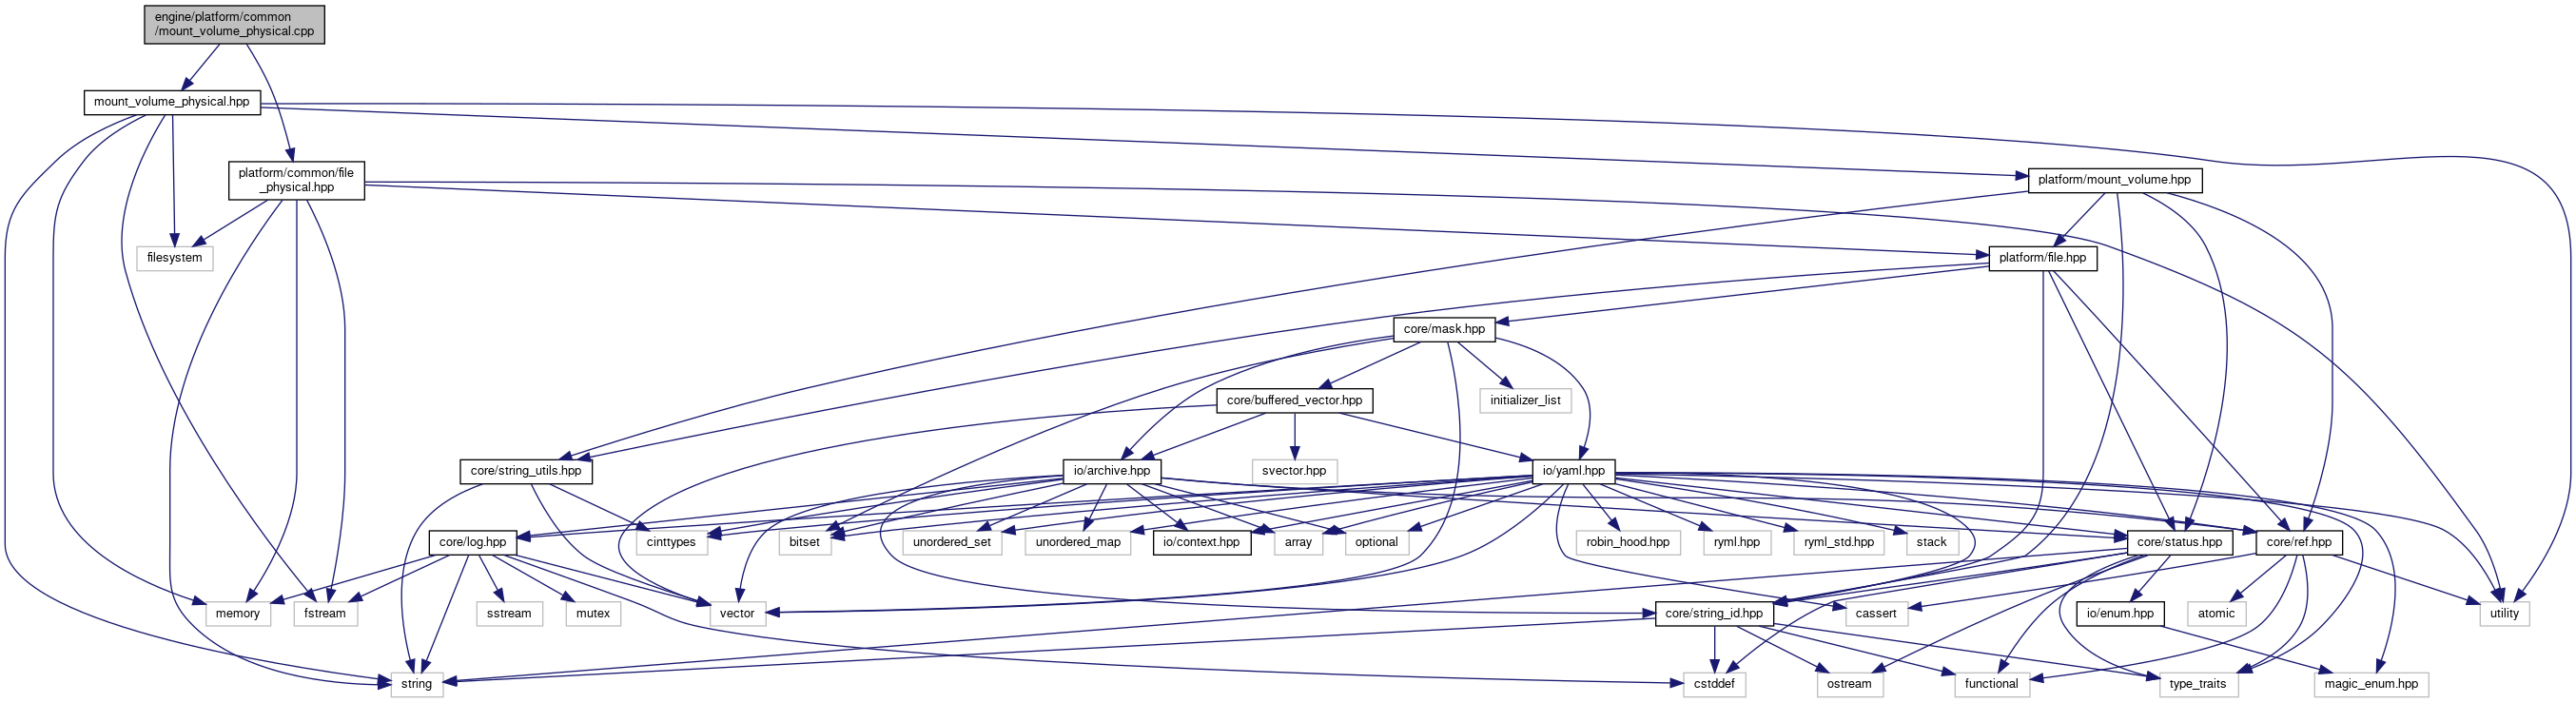 engine/platform/common
/mount_volume_physical.cpp
mount_volume_physical.hpp
platform/common/file
_physical.hpp
platform/mount_volume.hpp
filesystem
platform/file.hpp
core/mask.hpp
core/buffered_vector.hpp
initializer_list
core/string_utils.hpp
io/archive.hpp
svector.hpp
io/yaml.hpp
core/log.hpp
cinttypes
bitset
unordered_set
unordered_map
io/context.hpp
array
optional
robin_hood.hpp
ryml.hpp
ryml_std.hpp
stack
core/status.hpp
core/ref.hpp
memory
fstream
sstream
mutex
vector
core/string_id.hpp
cassert
io/enum.hpp
atomic
utility
string
cstddef
ostream
functional
type_traits
magic_enum.hpp